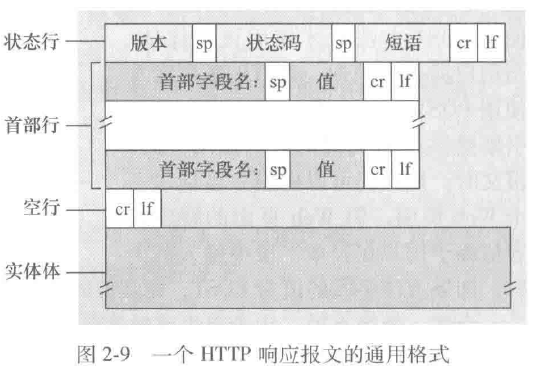 状态行
版本 sp 状态码 sp 短语 cr lf
首部字段名: sp 值 cr lf
首部行
首部字段名: sp 值 cr lf
空行
cr lf
实体体
图 2-9 一个 HTTP 响应报文的通用格式